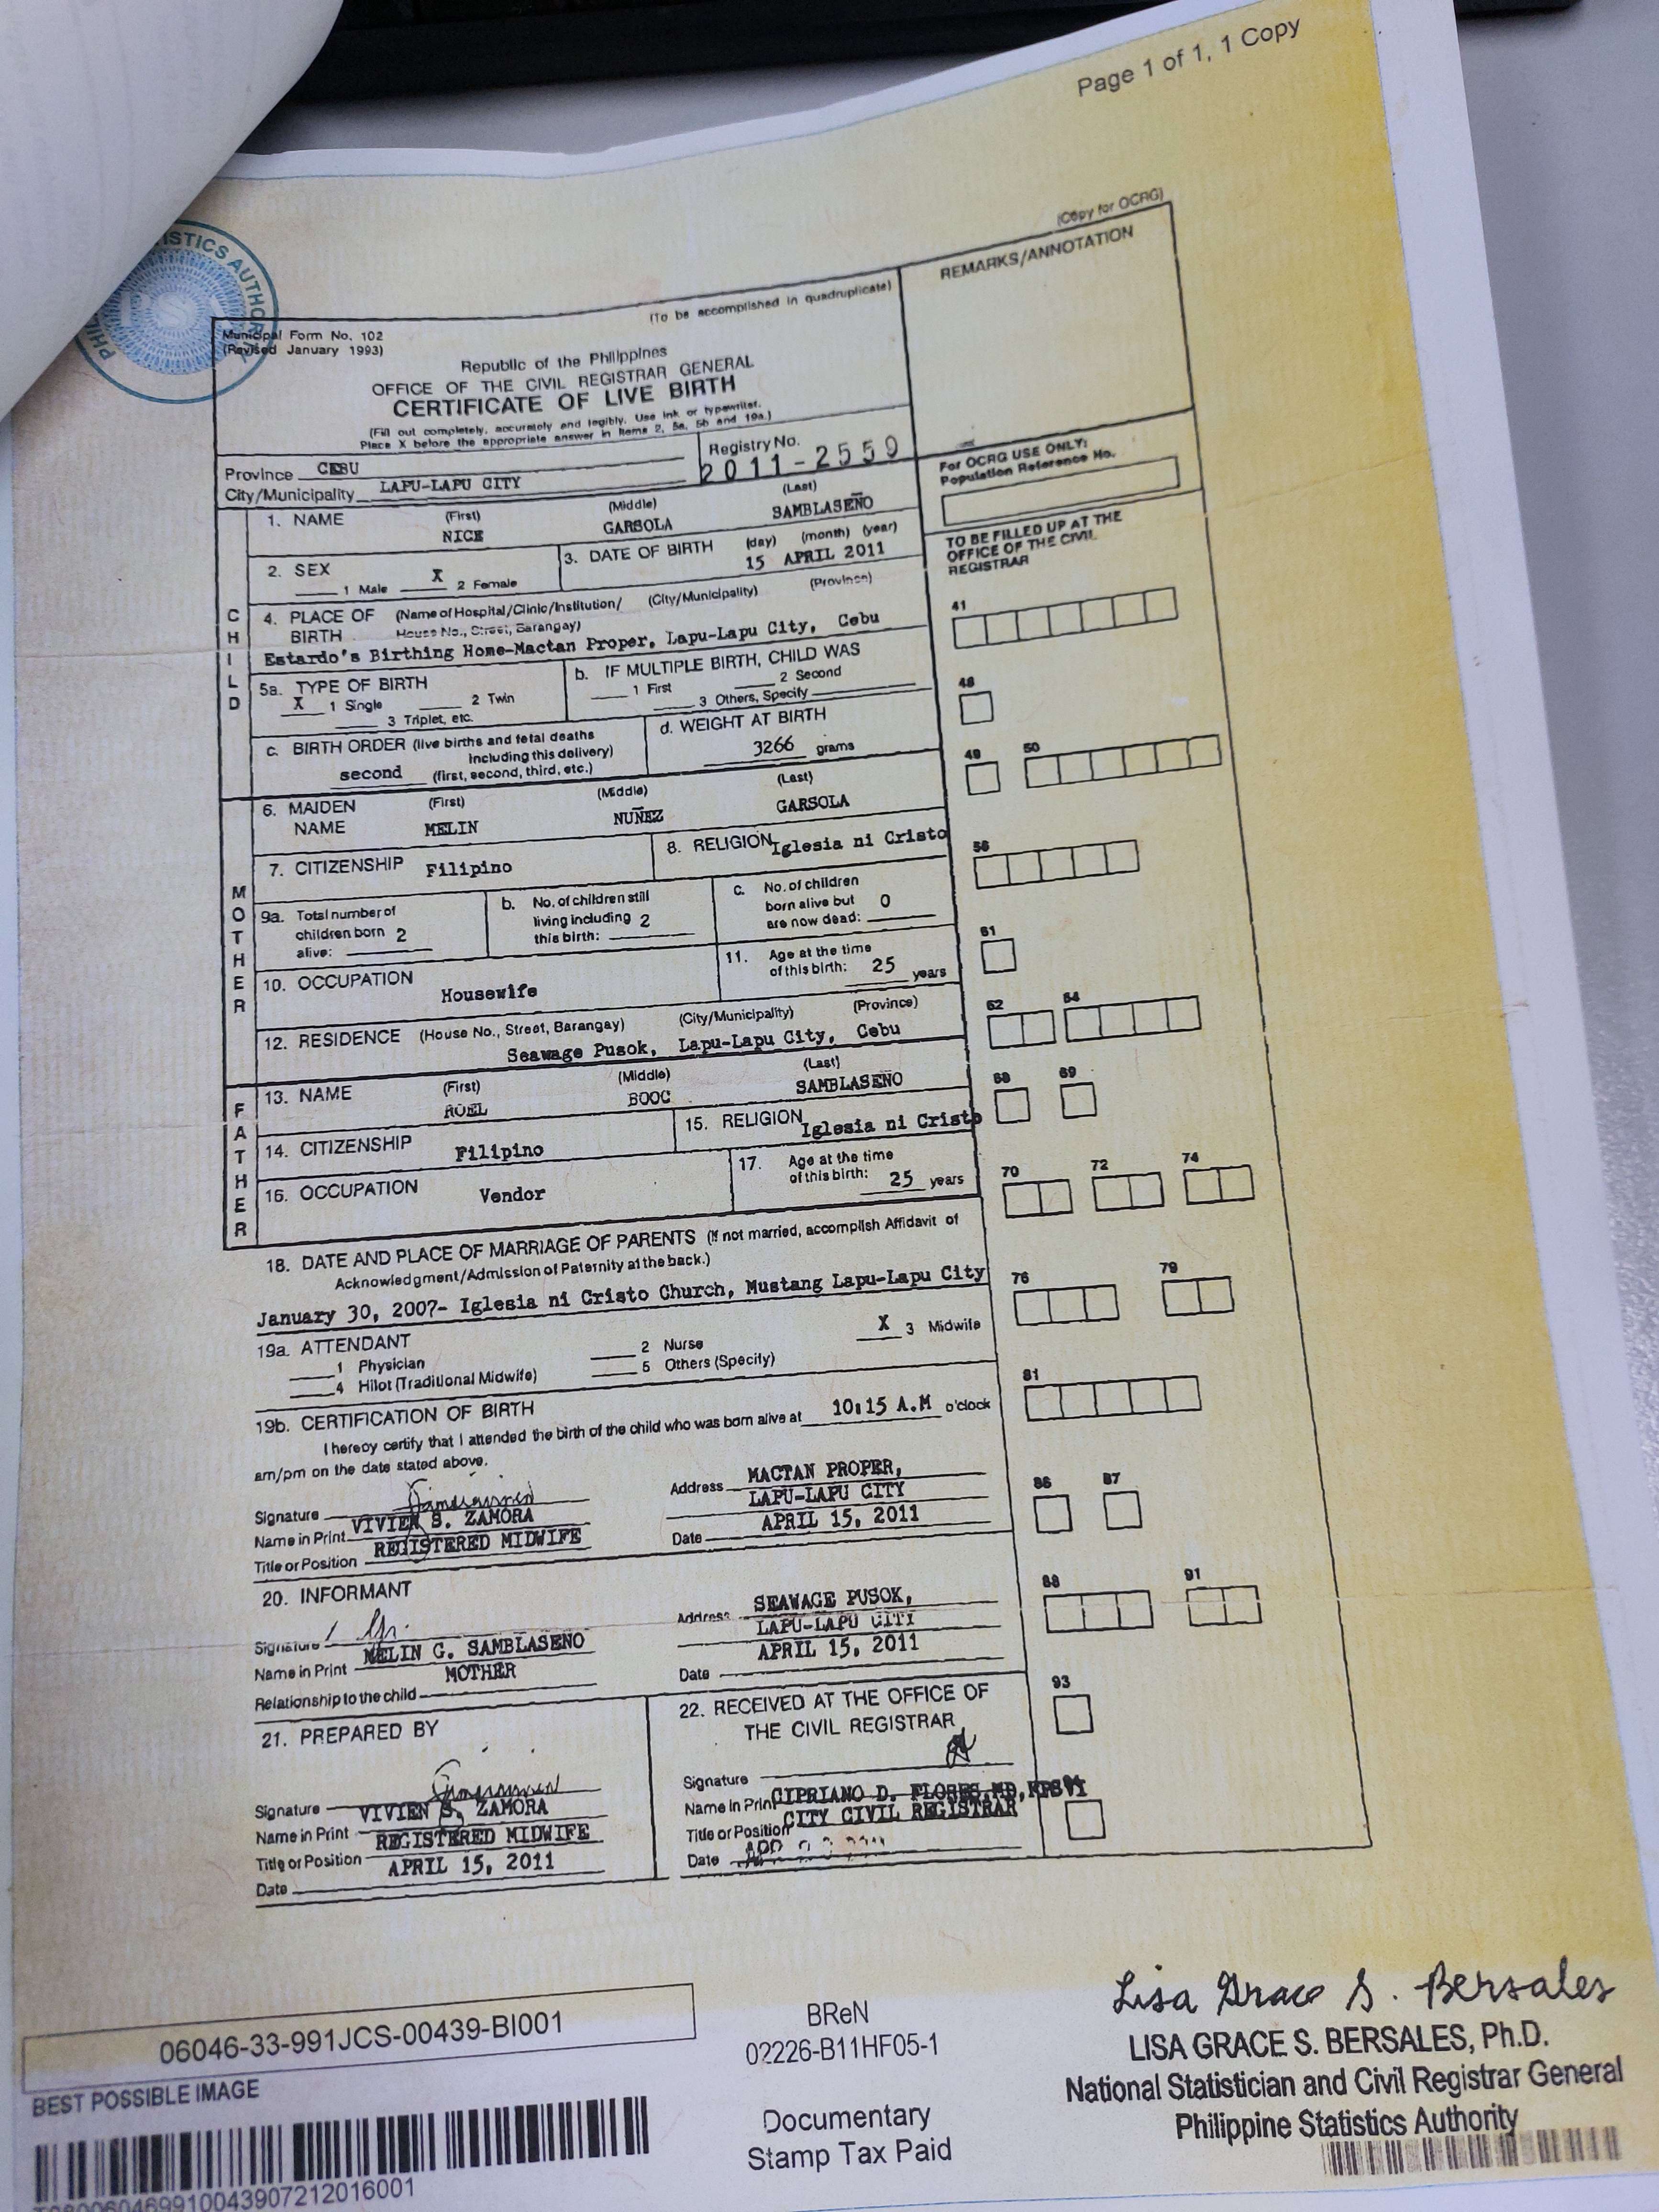 Page 1 of 1, 1 Copy
(Copy for OCRG)
Municipal Form No. 102
(Revised January 1993)
(To be accomplished in quadruplicate)
REMARKS/ANNOTATION
Republic of the Philippines
OFFICE OF THE CIVIL REGISTRAR GENERAL
CERTIFICATE OF LIVE BIRTH
(Fill out completely, accurately and legibly. Use ink or typewriter.
Place X before the appropriate answer in items 2, 5a, 5b and 19a.)
Province CEBU
City/Municipality LAPU-LAPU CITY
Registry No.
2011-2559
For OCRG USE ONLY:
Population Reference No.
TO BE FILLED UP AT THE
OFFICE OF THE CIVIL
REGISTRAR
CHILD
1. NAME (First) (Middle) (Last)
NICE GARSOLA SAMBLASEÑO
2. SEX
1 Male X 2 Female
3. DATE OF BIRTH (day) (month) (year)
15 APRIL 2011
4. PLACE OF (Name of Hospital/Clinic/Institution/ (City/Municipality) (Province)
BIRTH House No., Street, Barangay)
Estardo's Birthing Home-Mactan Proper, Lapu-Lapu City, Cebu
41
5a. TYPE OF BIRTH
X 1 Single 2 Twin
3 Triplet, etc.
b. IF MULTIPLE BIRTH, CHILD WAS
1 First 2 Second
3 Others, Specify
48
c. BIRTH ORDER (live births and fetal deaths
including this delivery)
second (first, second, third, etc.)
d. WEIGHT AT BIRTH
3266 grams
49 50
MOTHER
6. MAIDEN (First) (Middle) (Last)
NAME MELIN NUÑEZ GARSOLA
7. CITIZENSHIP Filipino
8. RELIGION Iglesia ni Cristo
56
9a. Total number of
children born 2
alive:
b. No. of children still
living including 2
this birth:
c. No. of children
born alive but 0
are now dead:
61
10. OCCUPATION
Housewife
11. Age at the time
of this birth: 25 years
12. RESIDENCE (House No., Street, Barangay) (City/Municipality) (Province)
Seawage Pusok, Lapu-Lapu City, Cebu
62 64
FATHER
13. NAME (First) (Middle) (Last)
ROEL BOOC SAMBLASEÑO
68 69
14. CITIZENSHIP Filipino
15. RELIGION Iglesia ni Cristo
16. OCCUPATION Vendor
17. Age at the time
of this birth: 25 years
70 72 74
18. DATE AND PLACE OF MARRIAGE OF PARENTS (If not married, accomplish Affidavit of
Acknowledgment/Admission of Paternity at the back.)
January 30, 2007- Iglesia ni Cristo Church, Mustang Lapu-Lapu City
76 79
19a. ATTENDANT
1 Physician 2 Nurse X 3 Midwife
4 Hilot (Traditional Midwife) 5 Others (Specify)
81
19b. CERTIFICATION OF BIRTH
I hereby certify that I attended the birth of the child who was born alive at 10:15 A.M o'clock
am/pm on the date stated above.
Signature
Name in Print VIVIEN S. ZAMORA
Title or Position REGISTERED MIDWIFE
Address MACTAN PROPER,
LAPU-LAPU CITY
Date APRIL 15, 2011
86 87
20. INFORMANT
Signature
Name in Print MELIN G. SAMBLASENO
Relationship to the child MOTHER
Address SEAWAGE PUSOK,
LAPU-LAPU CITY
Date APRIL 15, 2011
88 91
21. PREPARED BY
Signature
Name in Print VIVIEN S. ZAMORA
Title or Position REGISTERED MIDWIFE
Date APRIL 15, 2011
22. RECEIVED AT THE OFFICE OF
THE CIVIL REGISTRAR
Signature
Name in Print CIPRIANO D. FLORES, MD,
Title or Position CITY CIVIL REGISTRAR
Date
93
06046-33-991JCS-00439-BI001
BEST POSSIBLE IMAGE
BReN
02226-B11HF05-1
Documentary
Stamp Tax Paid
Lisa Grace S. Bersales
LISA GRACE S. BERSALES, Ph.D.
National Statistician and Civil Registrar General
Philippine Statistics Authority